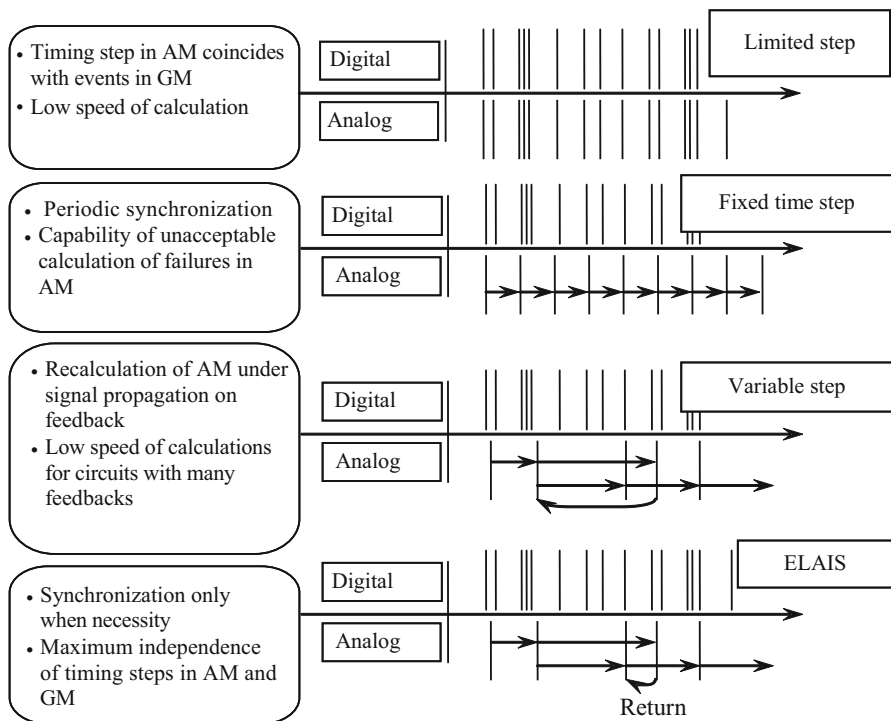 • Timing step in AM coincides
with events in GM
• Low speed of calculation
Digital
Analog
Limited step
• Periodic synchronization
• Capability of unacceptable
calculation of failures in
AM
Digital
Analog
Fixed time step
• Recalculation of AM under
signal propagation on
feedback
• Low speed of calculations
for circuits with many
feedbacks
Digital
Analog
Variable step
• Synchronization only
when necessity
• Maximum independence
of timing steps in AM and
GM
Digital
Analog
ELAIS
Return